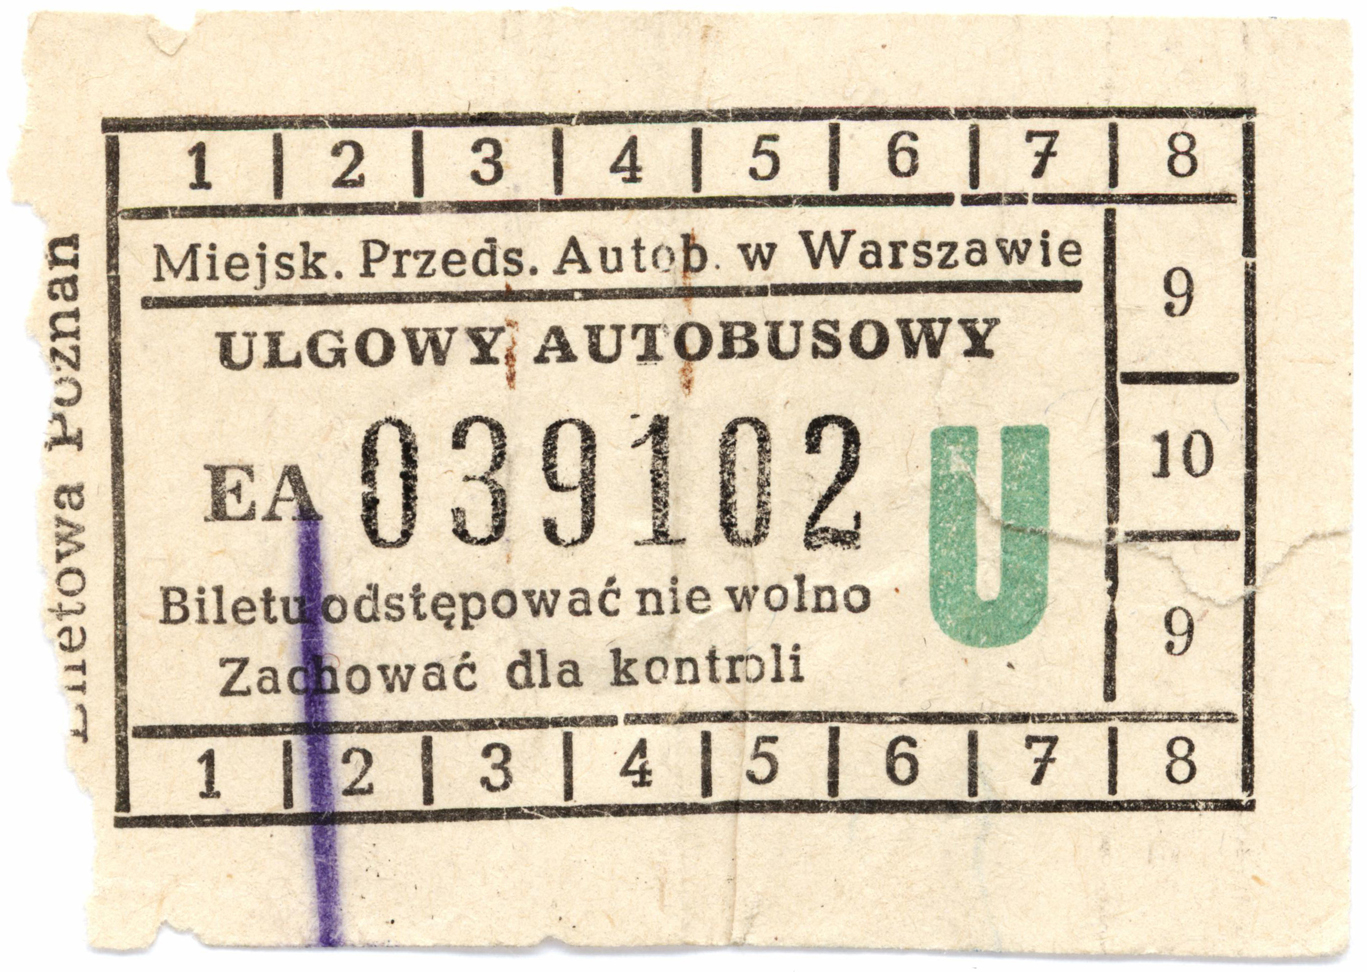 1 2 3 4 5 6 7 8
Miejsk. Przeds. Autob. w Warszawie
9
ULGOWY AUTOBUSOWY
EA 039102 U
10
Biletu odstępować nie wolno
9
Zachować dla kontroli
1 2 3 4 5 6 7 8
Biletowa Poznań